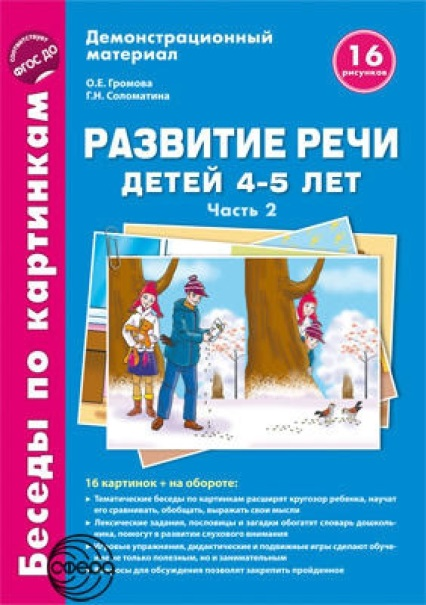 соответствует
ФГОС ДО
Беседы по картинкам
Демонстрационный
материал
16
рисунков
О.Е. Громова
Г.Н. Соломатина
РАЗВИТИЕ РЕЧИ
ДЕТЕЙ 4-5 ЛЕТ
Часть 2
16 картинок + на обороте:
Тематические беседы по картинкам расширят кругозор ребенка, научат
его сравнивать, обобщать, выражать свои мысли
Лексические задания, пословицы и загадки обогатят словарь дошколь-
ника, помогут в развитии слухового внимания
упражнения, дидактические и подвижные игры сделают обуче-
не только полезным, но и занимательным
для обсуждения позволят закрепить пройденное
сфера